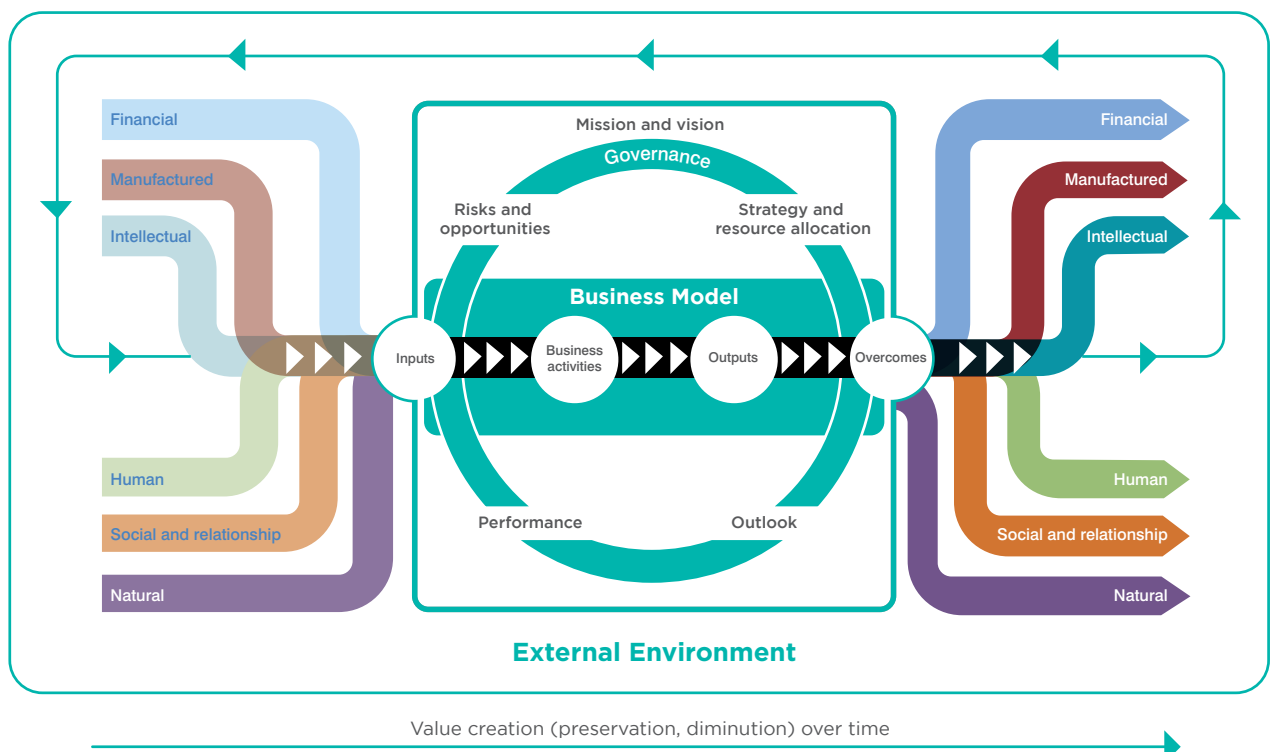 Financial
Manufactured
Intellectual
Human
Social and relationship
Natural
Mission and vision
Governance
Risks and
opportunities
Strategy and
resource allocation
Business Model
Inputs
Business
activities
Outputs
Overcomes
Performance
Outlook
Financial
Manufactured
Intellectual
Human
Social and relationship
Natural
External Environment
Value creation (preservation, diminution) over time